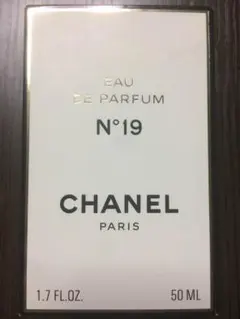 EAU
DE PARFUM
N°19
CHANEL
PARIS
1.7 FL.OZ. 50 ML